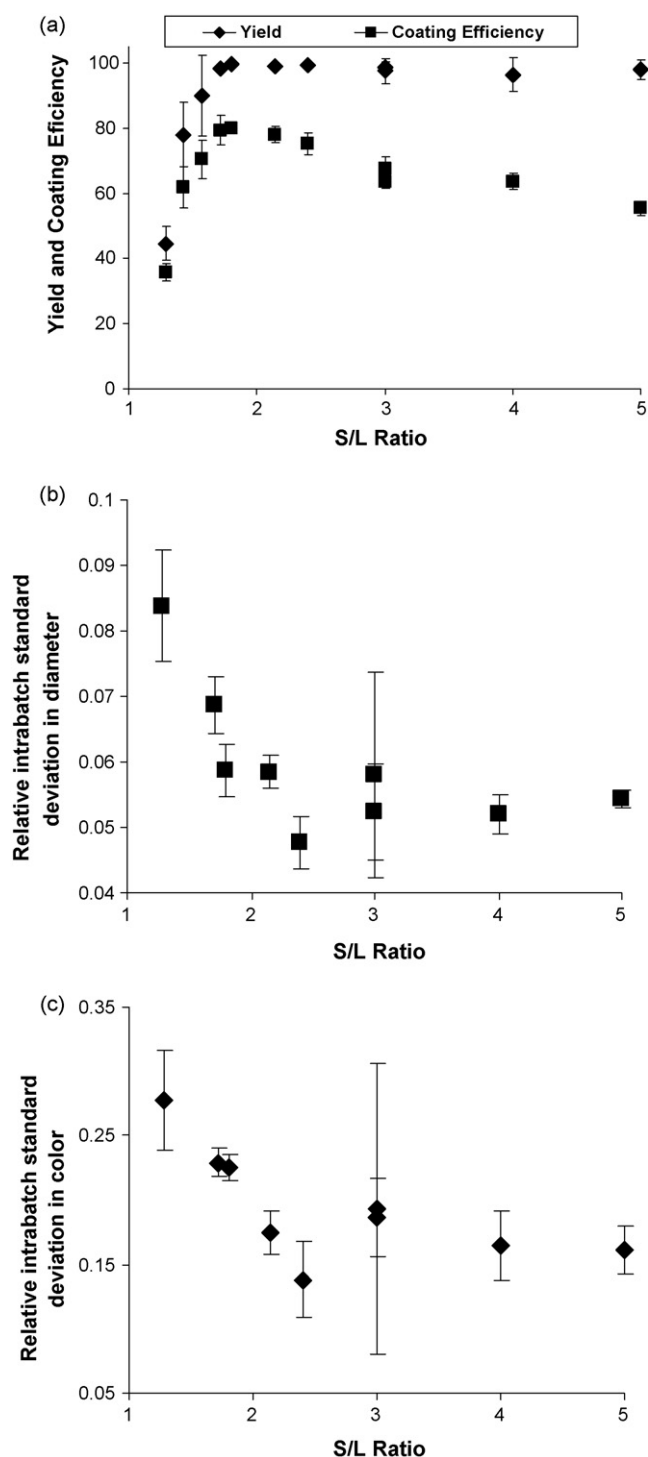 (a)
Yield
Coating Efficiency
Yield and Coating Eficiency
100
80
60
40
20
0
1
2
3
4
5
S/L Ratio
(b)
Relative intrabatch standard
deviation in diameter
0.1
0.09
0.08
0.07
0.06
0.05
0.04
1
2
3
4
5
S/L Ratio
(c)
Relative intrabatch standard
deviation in color
0.35
0.25
0.15
0.05
1
2
3
4
5
S/L Ratio